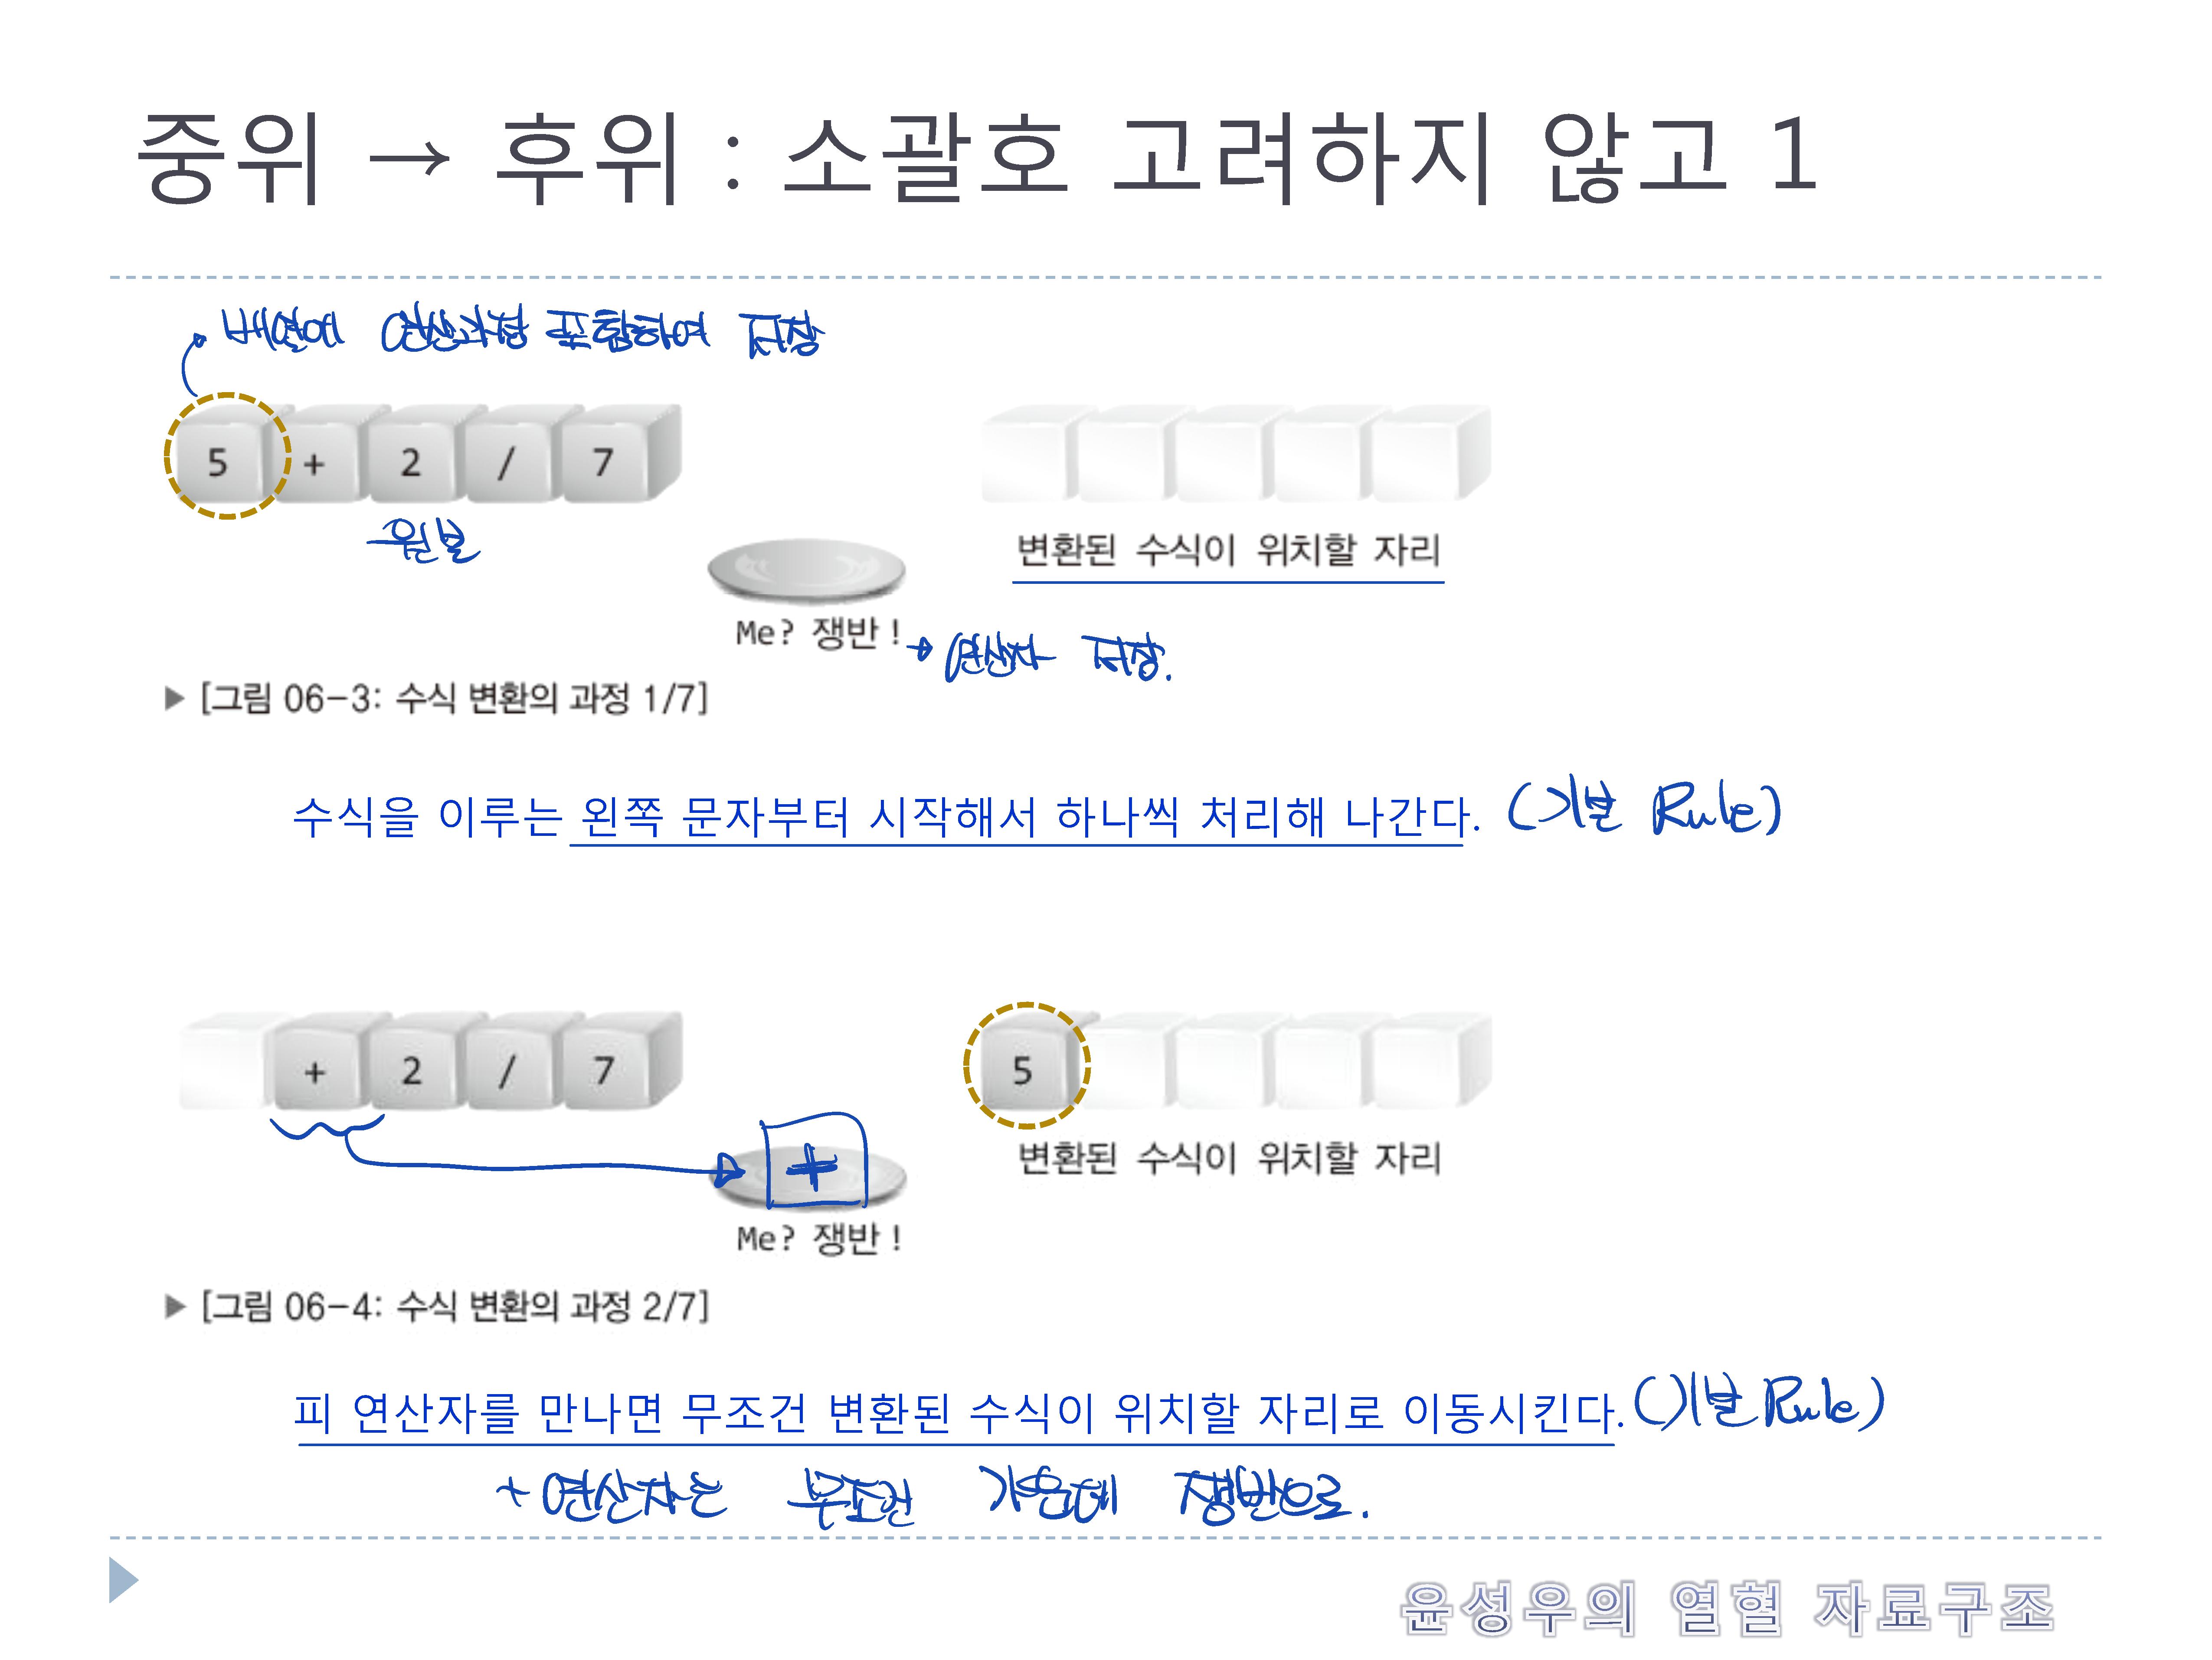 중위 → 후위 : 소괄호 고려하지 않고 1
배열에 연산과정 포함하여 저장
5 + 2 / 7
원본
변환된 수식이 위치할 자리
Me? 쟁반!
연산자 저장.
[그림 06-3: 수식 변환의 과정 1/7]
수식을 이루는 왼쪽 문자부터 시작해서 하나씩 처리해 나간다. (기본 Rule)
+ 2 / 7
5
+
변환된 수식이 위치할 자리
Me? 쟁반!
[그림 06-4: 수식 변환의 과정 2/7]
피 연산자를 만나면 무조건 변환된 수식이 위치할 자리로 이동시킨다. (기본 Rule)
+ 연산자는 무조건 가운데 쟁반으로.
윤성우의 열혈 자료구조